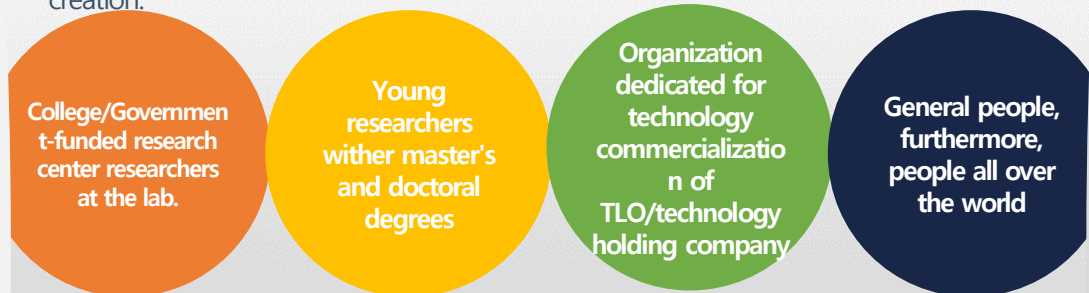 creation.
College/Governmen
t-funded research
center researchers
at the lab.
Young
researchers
wither master's
and doctoral
degrees
Organization
dedicated for
technology
commercializatio
n of
TLO/technology
holding company
General people,
furthermore,
people all over
the world